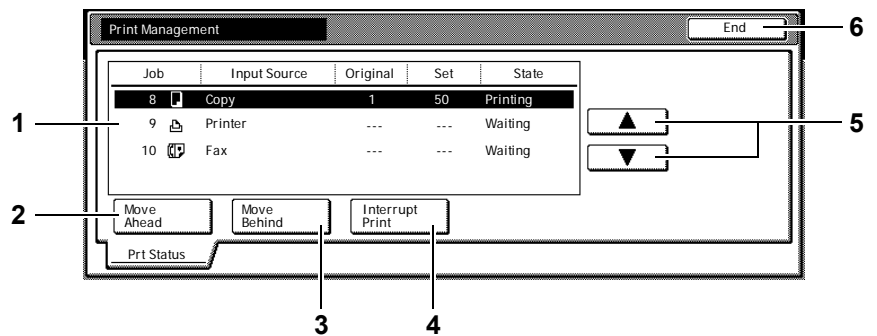 Print Management End 6
Job Input Source Original Set State
8 Copy 1 50 Printing
1 9 Printer --- --- Waiting 5
10 Fax --- --- Waiting
2 Move Ahead Move Behind Interrupt Print
Prt Status
3 4